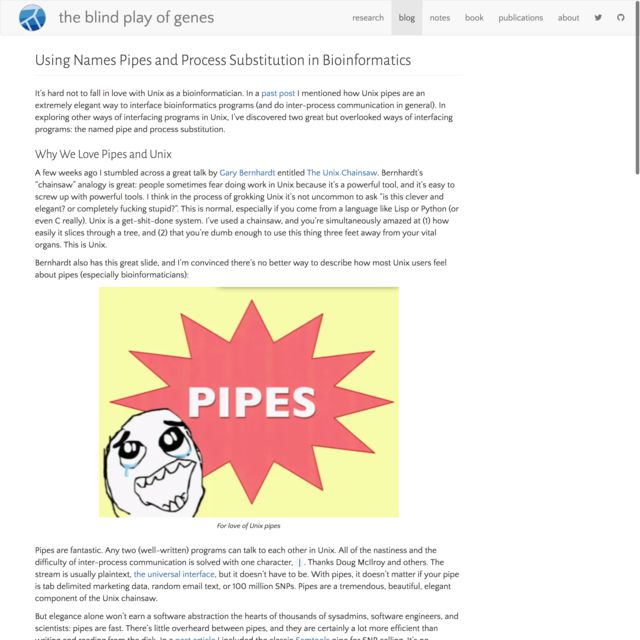 the blind play of genes
research
blog
notes
book
publications
about
Using Names Pipes and Process Substitution in Bioinformatics
It's hard not to fall in love with Unix as a bioinformatician. In a past post I mentioned how Unix pipes are an
extremely elegant way to interface bioinformatics programs (and do inter-process communication in general). In
exploring other ways of interfacing programs in Unix, I've discovered two great but overlooked ways of interfacing
programs: the named pipe and process substitution.
Why We Love Pipes and Unix
A few weeks ago I stumbled across a great talk by Gary Bernhardt entitled The Unix Chainsaw. Bernhardt's
"chainsaw" analogy is great: people sometimes fear doing work in Unix because it's a powerful tool, and it's easy to
screw up with powerful tools. I think in the process of grokking Unix it's not uncommon to ask "is this clever and
elegant? or completely fucking stupid?". This is normal, especially if you come from a language like Lisp or Python (or
even C really). Unix is a get-shit-done system. I've used a chainsaw, and you're simultaneously amazed at (1) how
easily it slices through a tree, and (2) that you're dumb enough to use this thing three feet away from your vital
organs. This is Unix.
Bernhardt also has this great slide, and I'm convinced there's no better way to describe how most Unix users feel
about pipes (especially bioinformaticians):
PIPES
For love of Unix pipes
Pipes are fantastic. Any two (well-written) programs can talk to each other in Unix. All of the nastiness and the
difficulty of inter-process communication is solved with one character, | . Thanks Doug McIlroy and others. The
stream is usually plaintext, the universal interface, but it doesn't have to be. With pipes, it doesn't matter if your pipe
is tab delimited marketing data, random email text, or 100 million SNPs. Pipes are a tremendous, beautiful, elegant
component of the Unix chainsaw.
But elegance alone won't earn a software abstraction the hearts of thousands of sysadmins, software engineers, and
scientists: pipes are fast. There's little overheard between pipes, and they are certainly a lot more efficient than